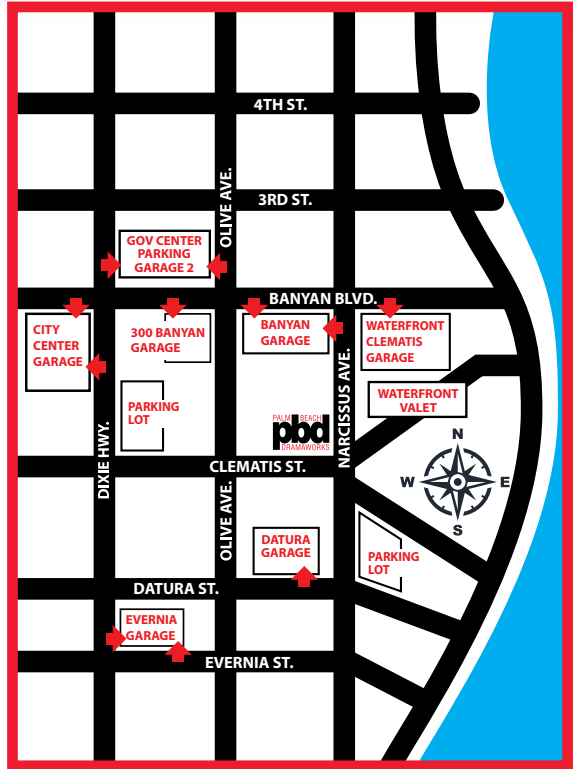 4TH ST.
OLIVE AVE.
3RD ST.
GOV CENTER
PARKING
GARAGE 2
BANYAN BLVD.
CITY
CENTER
GARAGE
300 BANYAN
GARAGE
BANYAN
GARAGE
WATERFRONT
CLEMATIS
GARAGE
NARCISSUS AVE.
WATERFRONT
VALET
PARKING
LOT
PALM BEACH
pbd
DRAMAWORKS
DIXIE HWY.
CLEMATIS ST.
N
W
E
S
OLIVE AVE.
DATURA
GARAGE
PARKING
LOT
DATURA ST.
EVERNIA
GARAGE
EVERNIA ST.